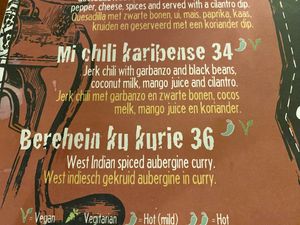 pepper, cheese, spices and served with a cilantro dip.
Quesadilla met zwarte bonen, ui, mais, paprika, kaas,
kruiden en geserveerd met een koriander dip.
Mi chili karibense 34 V
Jerk chili with garbanzo and black beans,
coconut milk, mango juice and cilantro.
Jerk chili met garbanzo en zwarte bonen, cocos
melk, mango juice en koriander.
Berehein ku kurie 36 V
West Indian spiced aubergine curry.
West indiesch gekruid aubergine in curry.
V = Vegan = Vegitarian = Hot (mild) = Hot